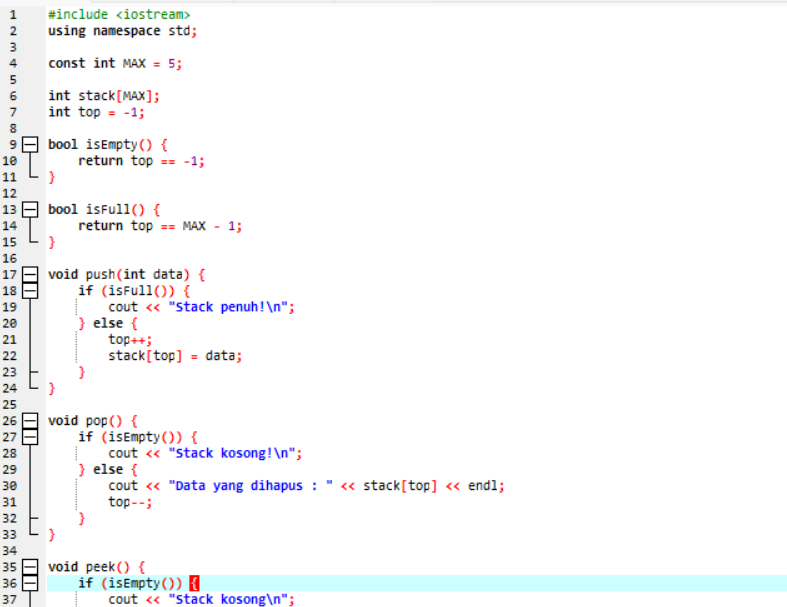 1 #include <iostream>
2 using namespace std;
3
4 const int MAX = 5;
5
6 int stack[MAX];
7 int top = -1;
8
9 bool isEmpty() {
10 return top == -1;
11 }
12
13 bool isFull() {
14 return top == MAX - 1;
15 }
16
17 void push(int data) {
18 if (isFull()) {
19 cout << "Stack penuh!\n";
20 } else {
21 top++;
22 stack[top] = data;
23 }
24 }
25
26 void pop() {
27 if (isEmpty()) {
28 cout << "Stack kosong!\n";
29 } else {
30 cout << "Data yang dihapus : " << stack[top] << endl;
31 top--;
32 }
33 }
34
35 void peek() {
36 if (isEmpty()) {
37 cout << "Stack kosong\n";